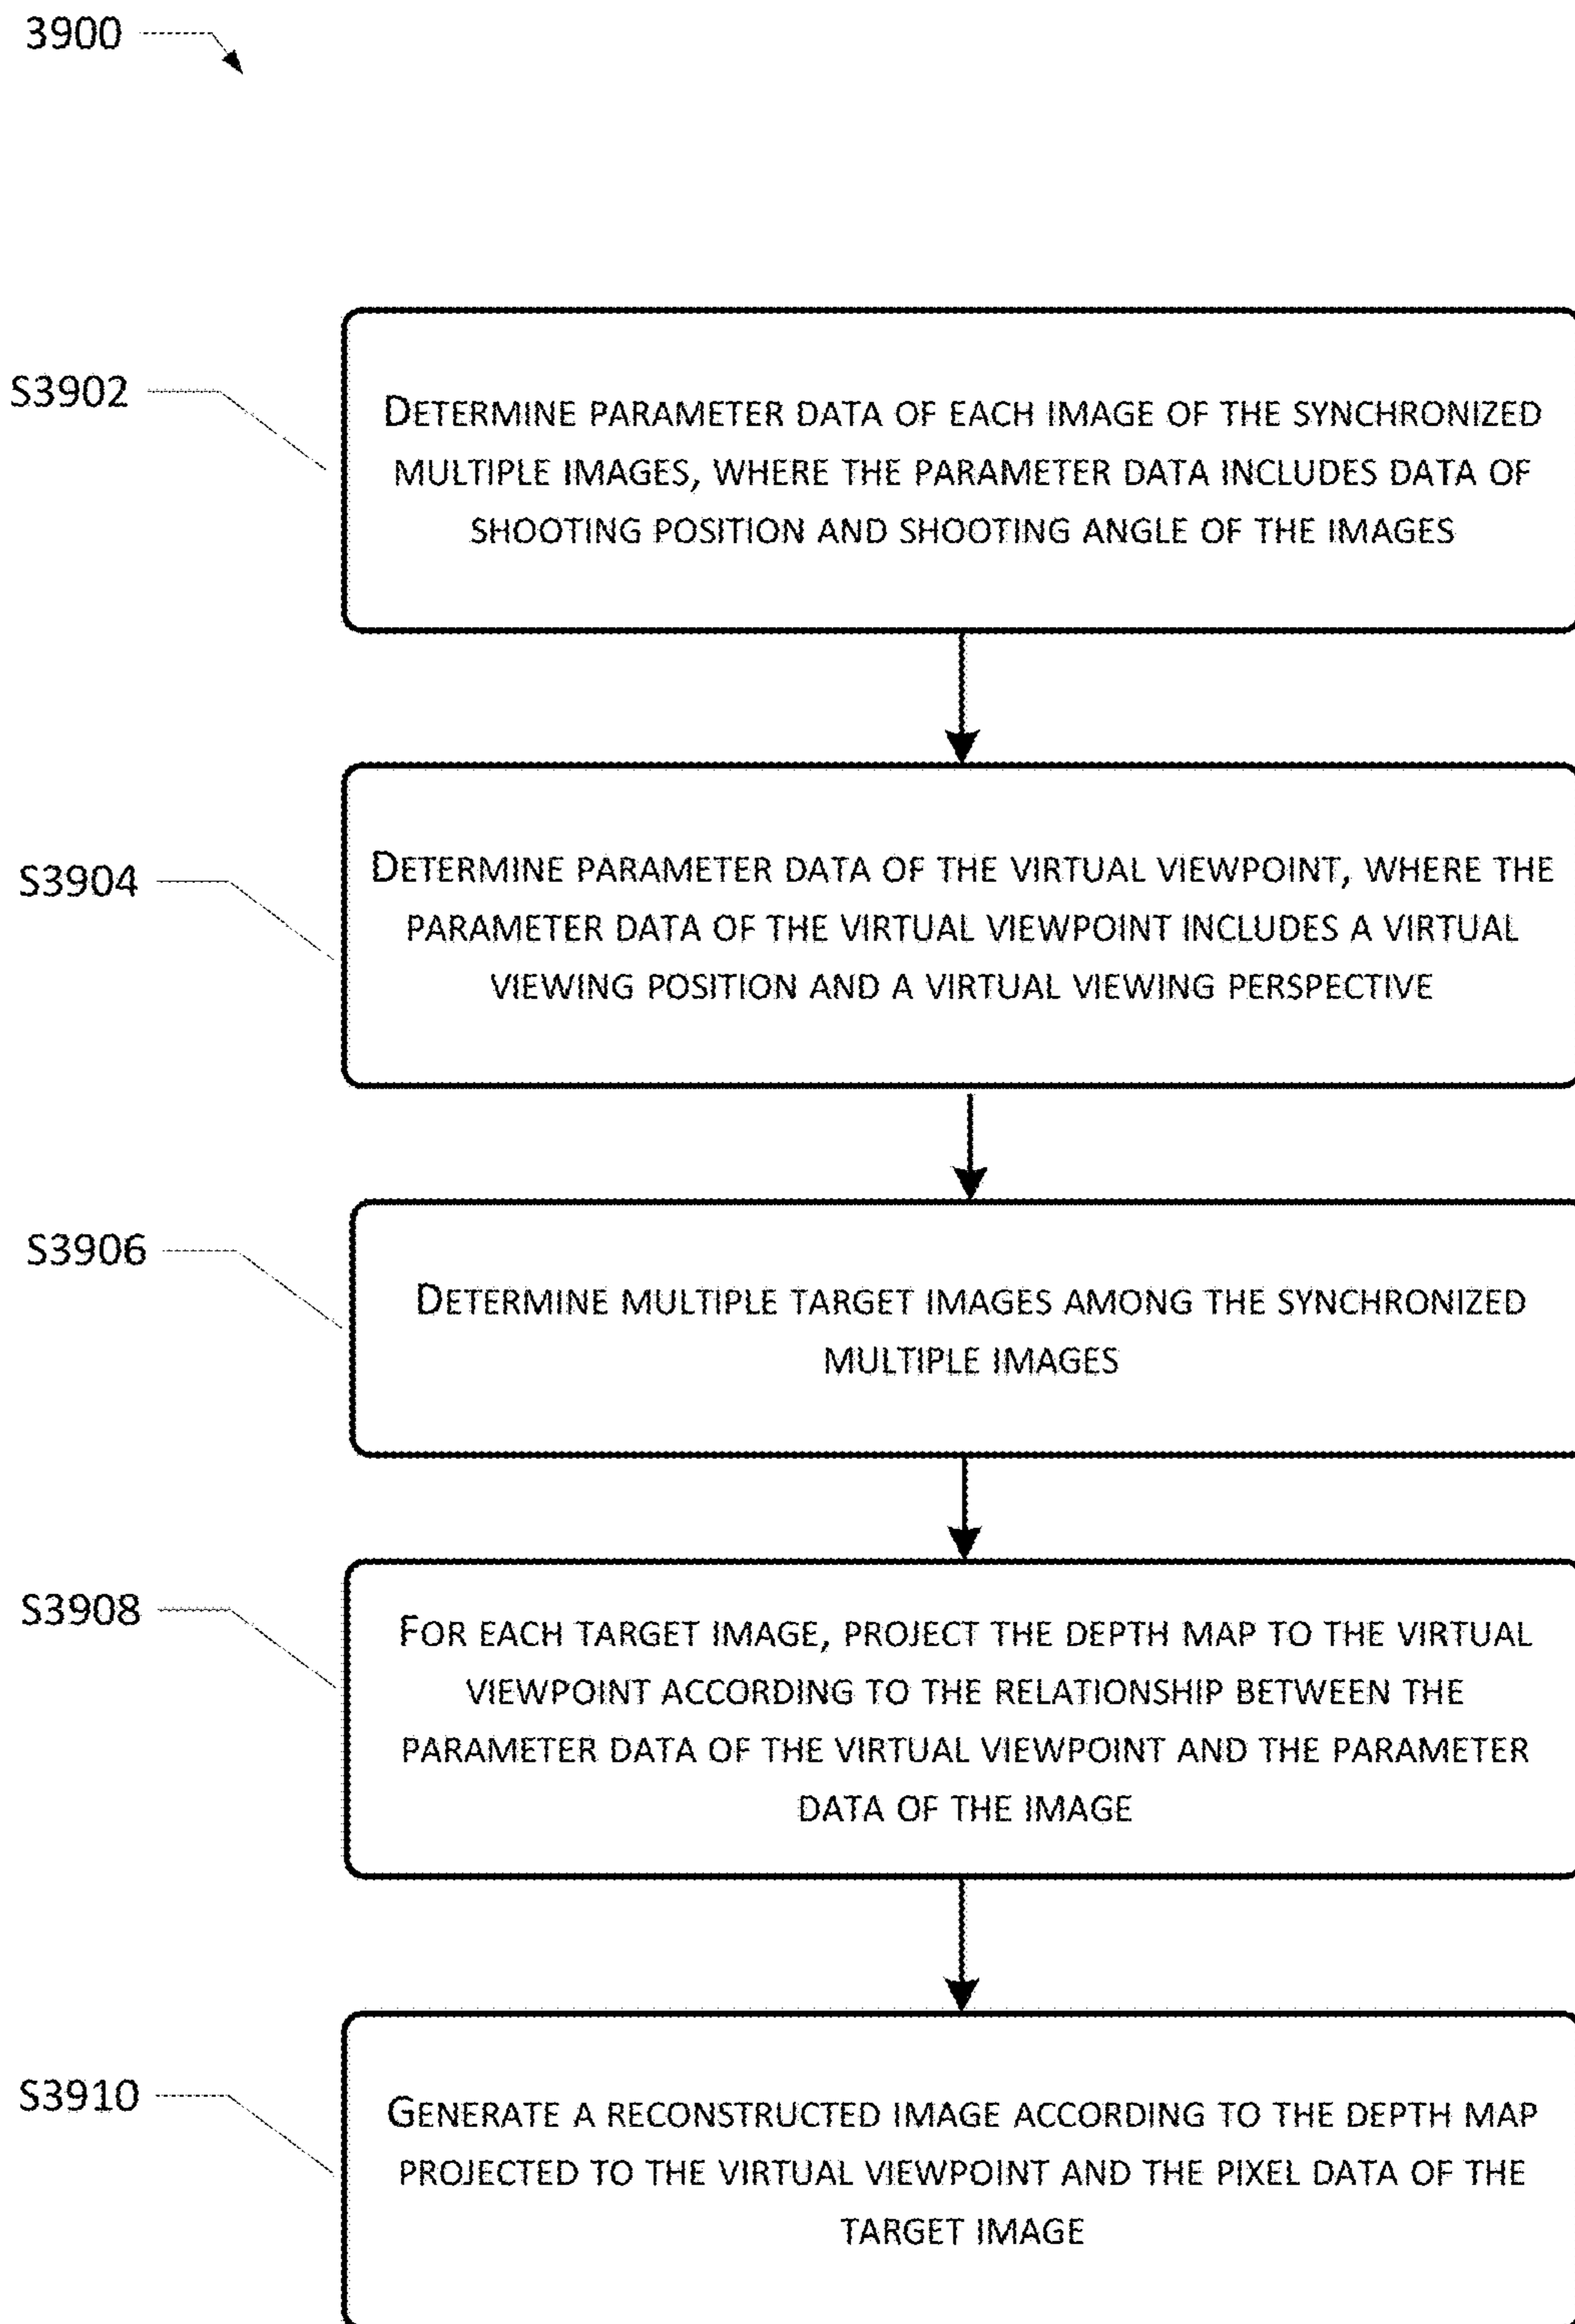 3900
S3902
DETERMINE PARAMETER DATA OF EACH IMAGE OF THE SYNCHRONIZED
MULTIPLE IMAGES, WHERE THE PARAMETER DATA INCLUDES DATA OF
SHOOTING POSITION AND SHOOTING ANGLE OF THE IMAGES
S3904
DETERMINE PARAMETER DATA OF THE VIRTUAL VIEWPOINT, WHERE THE
PARAMETER DATA OF THE VIRTUAL VIEWPOINT INCLUDES A VIRTUAL
VIEWING POSITION AND A VIRTUAL VIEWING PERSPECTIVE
S3906
DETERMINE MULTIPLE TARGET IMAGES AMONG THE SYNCHRONIZED
MULTIPLE IMAGES
S3908
FOR EACH TARGET IMAGE, PROJECT THE DEPTH MAP TO THE VIRTUAL
VIEWPOINT ACCORDING TO THE RELATIONSHIP BETWEEN THE
PARAMETER DATA OF THE VIRTUAL VIEWPOINT AND THE PARAMETER
DATA OF THE IMAGE
S3910
GENERATE A RECONSTRUCTED IMAGE ACCORDING TO THE DEPTH MAP
PROJECTED TO THE VIRTUAL VIEWPOINT AND THE PIXEL DATA OF THE
TARGET IMAGE